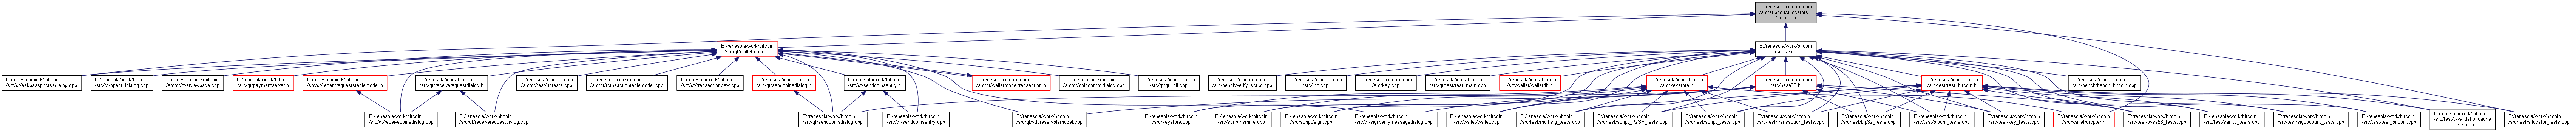 E:/renesola/work/bitcoin
/src/support/allocators
/secure.h
E:/renesola/work/bitcoin
/src/qt/walletmodel.h
E:/renesola/work/bitcoin
/src/key.h
E:/renesola/work/bitcoin
/src/qt/askpassphrasedialog.cpp
E:/renesola/work/bitcoin
/src/qt/openuridialog.cpp
E:/renesola/work/bitcoin
/src/qt/overviewpage.cpp
E:/renesola/work/bitcoin
/src/qt/paymentserver.h
E:/renesola/work/bitcoin
/src/qt/recentrequeststablemodel.h
E:/renesola/work/bitcoin
/src/qt/receiverequestdialog.h
E:/renesola/work/bitcoin
/src/qt/test/uritests.cpp
E:/renesola/work/bitcoin
/src/qt/transactiontablemodel.cpp
E:/renesola/work/bitcoin
/src/qt/transactionview.cpp
E:/renesola/work/bitcoin
/src/qt/sendcoinsdialog.h
E:/renesola/work/bitcoin
/src/qt/sendcoinsentry.h
E:/renesola/work/bitcoin
/src/qt/walletmodeltransaction.h
E:/renesola/work/bitcoin
/src/qt/coincontroldialog.cpp
E:/renesola/work/bitcoin
/src/qt/guiutil.cpp
E:/renesola/work/bitcoin
/src/bench/verify_script.cpp
E:/renesola/work/bitcoin
/src/init.cpp
E:/renesola/work/bitcoin
/src/key.cpp
E:/renesola/work/bitcoin
/src/qt/test/test_main.cpp
E:/renesola/work/bitcoin
/src/wallet/walletdb.h
E:/renesola/work/bitcoin
/src/keystore.h
E:/renesola/work/bitcoin
/src/base58.h
E:/renesola/work/bitcoin
/src/test/test_bitcoin.h
E:/renesola/work/bitcoin
/src/bench/bench_bitcoin.cpp
E:/renesola/work/bitcoin
/src/qt/receivecoinsdialog.cpp
E:/renesola/work/bitcoin
/src/qt/receiverequestdialog.cpp
E:/renesola/work/bitcoin
/src/qt/sendcoinsdialog.cpp
E:/renesola/work/bitcoin
/src/qt/sendcoinsentry.cpp
E:/renesola/work/bitcoin
/src/qt/addresstablemodel.cpp
E:/renesola/work/bitcoin
/src/keystore.cpp
E:/renesola/work/bitcoin
/src/script/ismine.cpp
E:/renesola/work/bitcoin
/src/script/sign.cpp
E:/renesola/work/bitcoin
/src/qt/signverifymessagedialog.cpp
E:/renesola/work/bitcoin
/src/wallet/wallet.cpp
E:/renesola/work/bitcoin
/src/test/multisig_tests.cpp
E:/renesola/work/bitcoin
/src/test/script_P2SH_tests.cpp
E:/renesola/work/bitcoin
/src/test/script_tests.cpp
E:/renesola/work/bitcoin
/src/test/transaction_tests.cpp
E:/renesola/work/bitcoin
/src/test/bip32_tests.cpp
E:/renesola/work/bitcoin
/src/test/bloom_tests.cpp
E:/renesola/work/bitcoin
/src/test/key_tests.cpp
E:/renesola/work/bitcoin
/src/wallet/crypter.h
E:/renesola/work/bitcoin
/src/test/base58_tests.cpp
E:/renesola/work/bitcoin
/src/test/sanity_tests.cpp
E:/renesola/work/bitcoin
/src/test/sigopcount_tests.cpp
E:/renesola/work/bitcoin
/src/test/test_bitcoin.cpp
E:/renesola/work/bitcoin
/src/test/txvalidationcache
_tests.cpp
E:/renesola/work/bitcoin
/src/test/allocator_tests.cpp